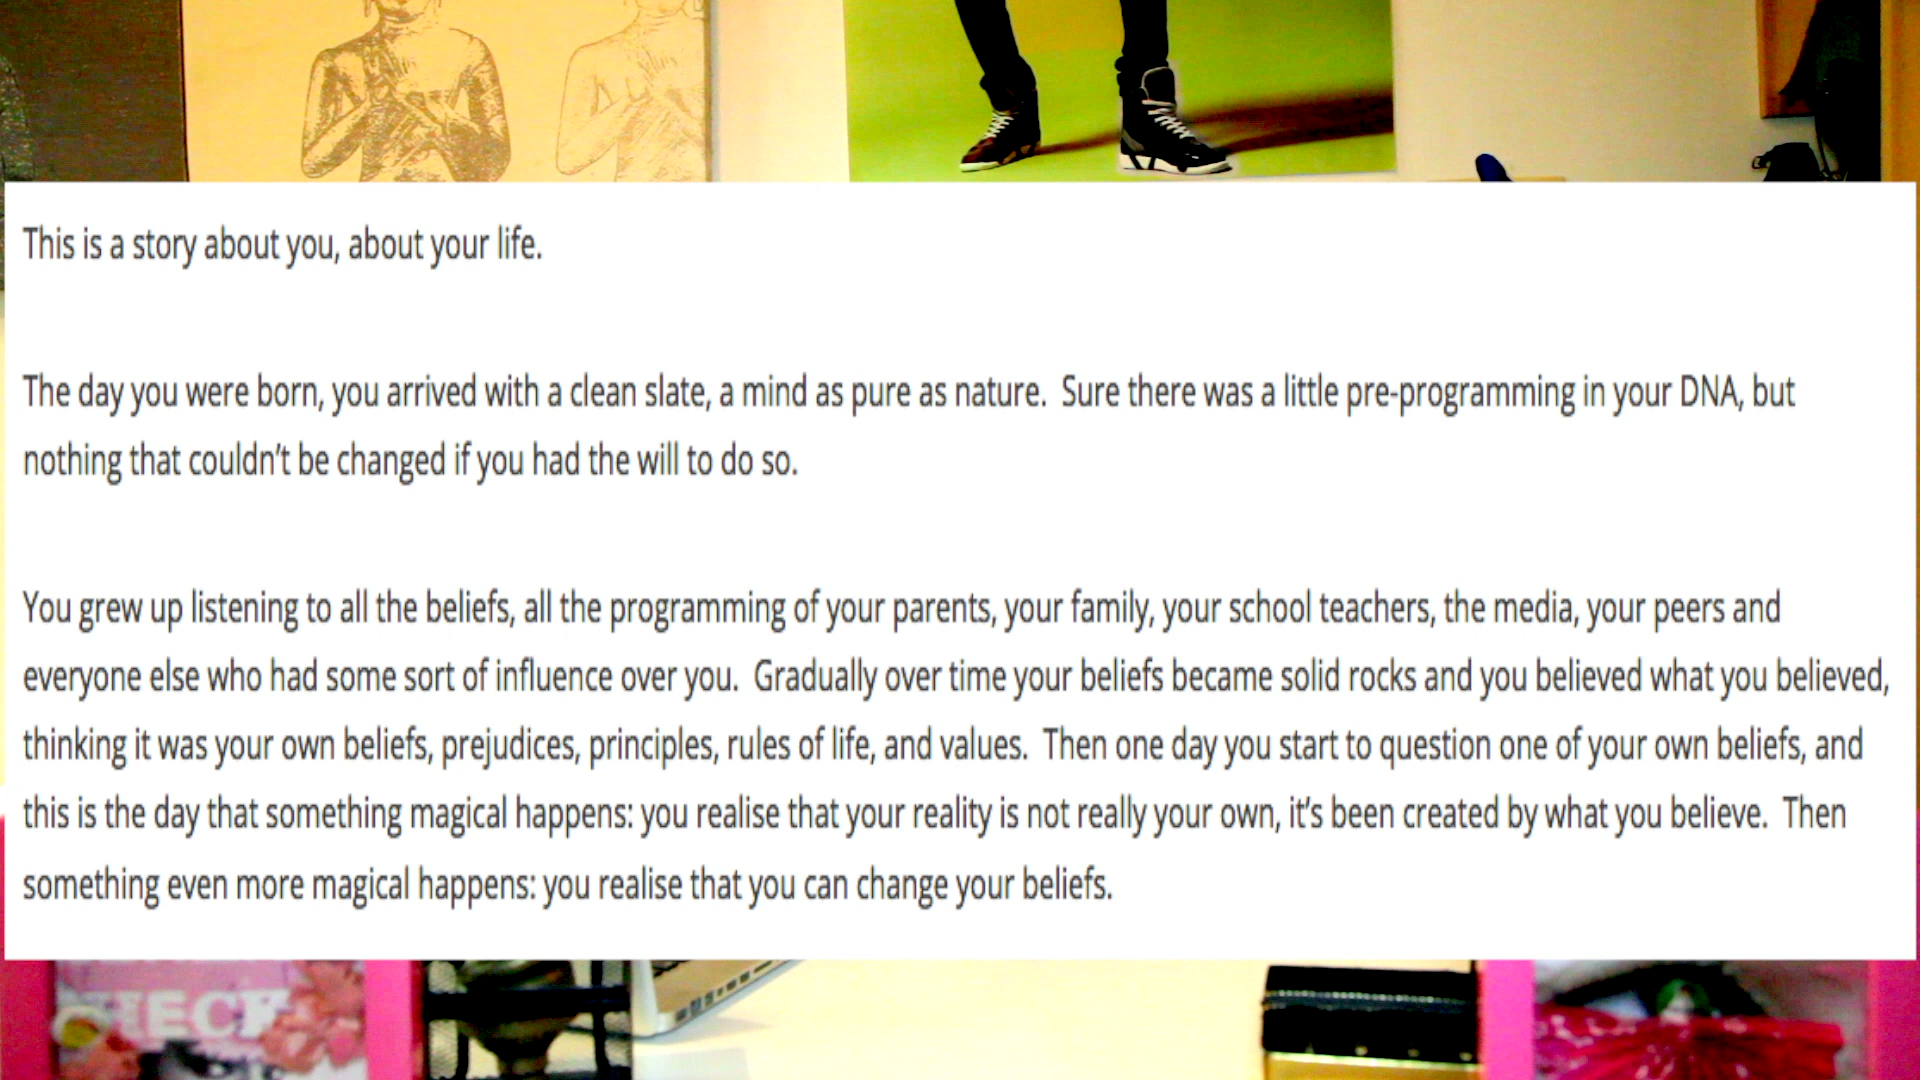 This is a story about you, about your life.
The day you were born, you arrived with a clean slate, a mind as pure as nature.  Sure there was a little pre-programming in your DNA, but
nothing that couldn’t be changed if you had the will to do so.
You grew up listening to all the beliefs, all the programming of your parents, your family, your school teachers, the media, your peers and
everyone else who had some sort of influence over you.  Gradually over time your beliefs became solid rocks and you believed what you believed,
thinking it was your own beliefs, prejudices, principles, rules of life, and values.  Then one day you start to question one of your own beliefs, and
this is the day that something magical happens: you realise that your reality is not really your own, it’s been created by what you believe.  Then
something even more magical happens: you realise that you can change your beliefs.